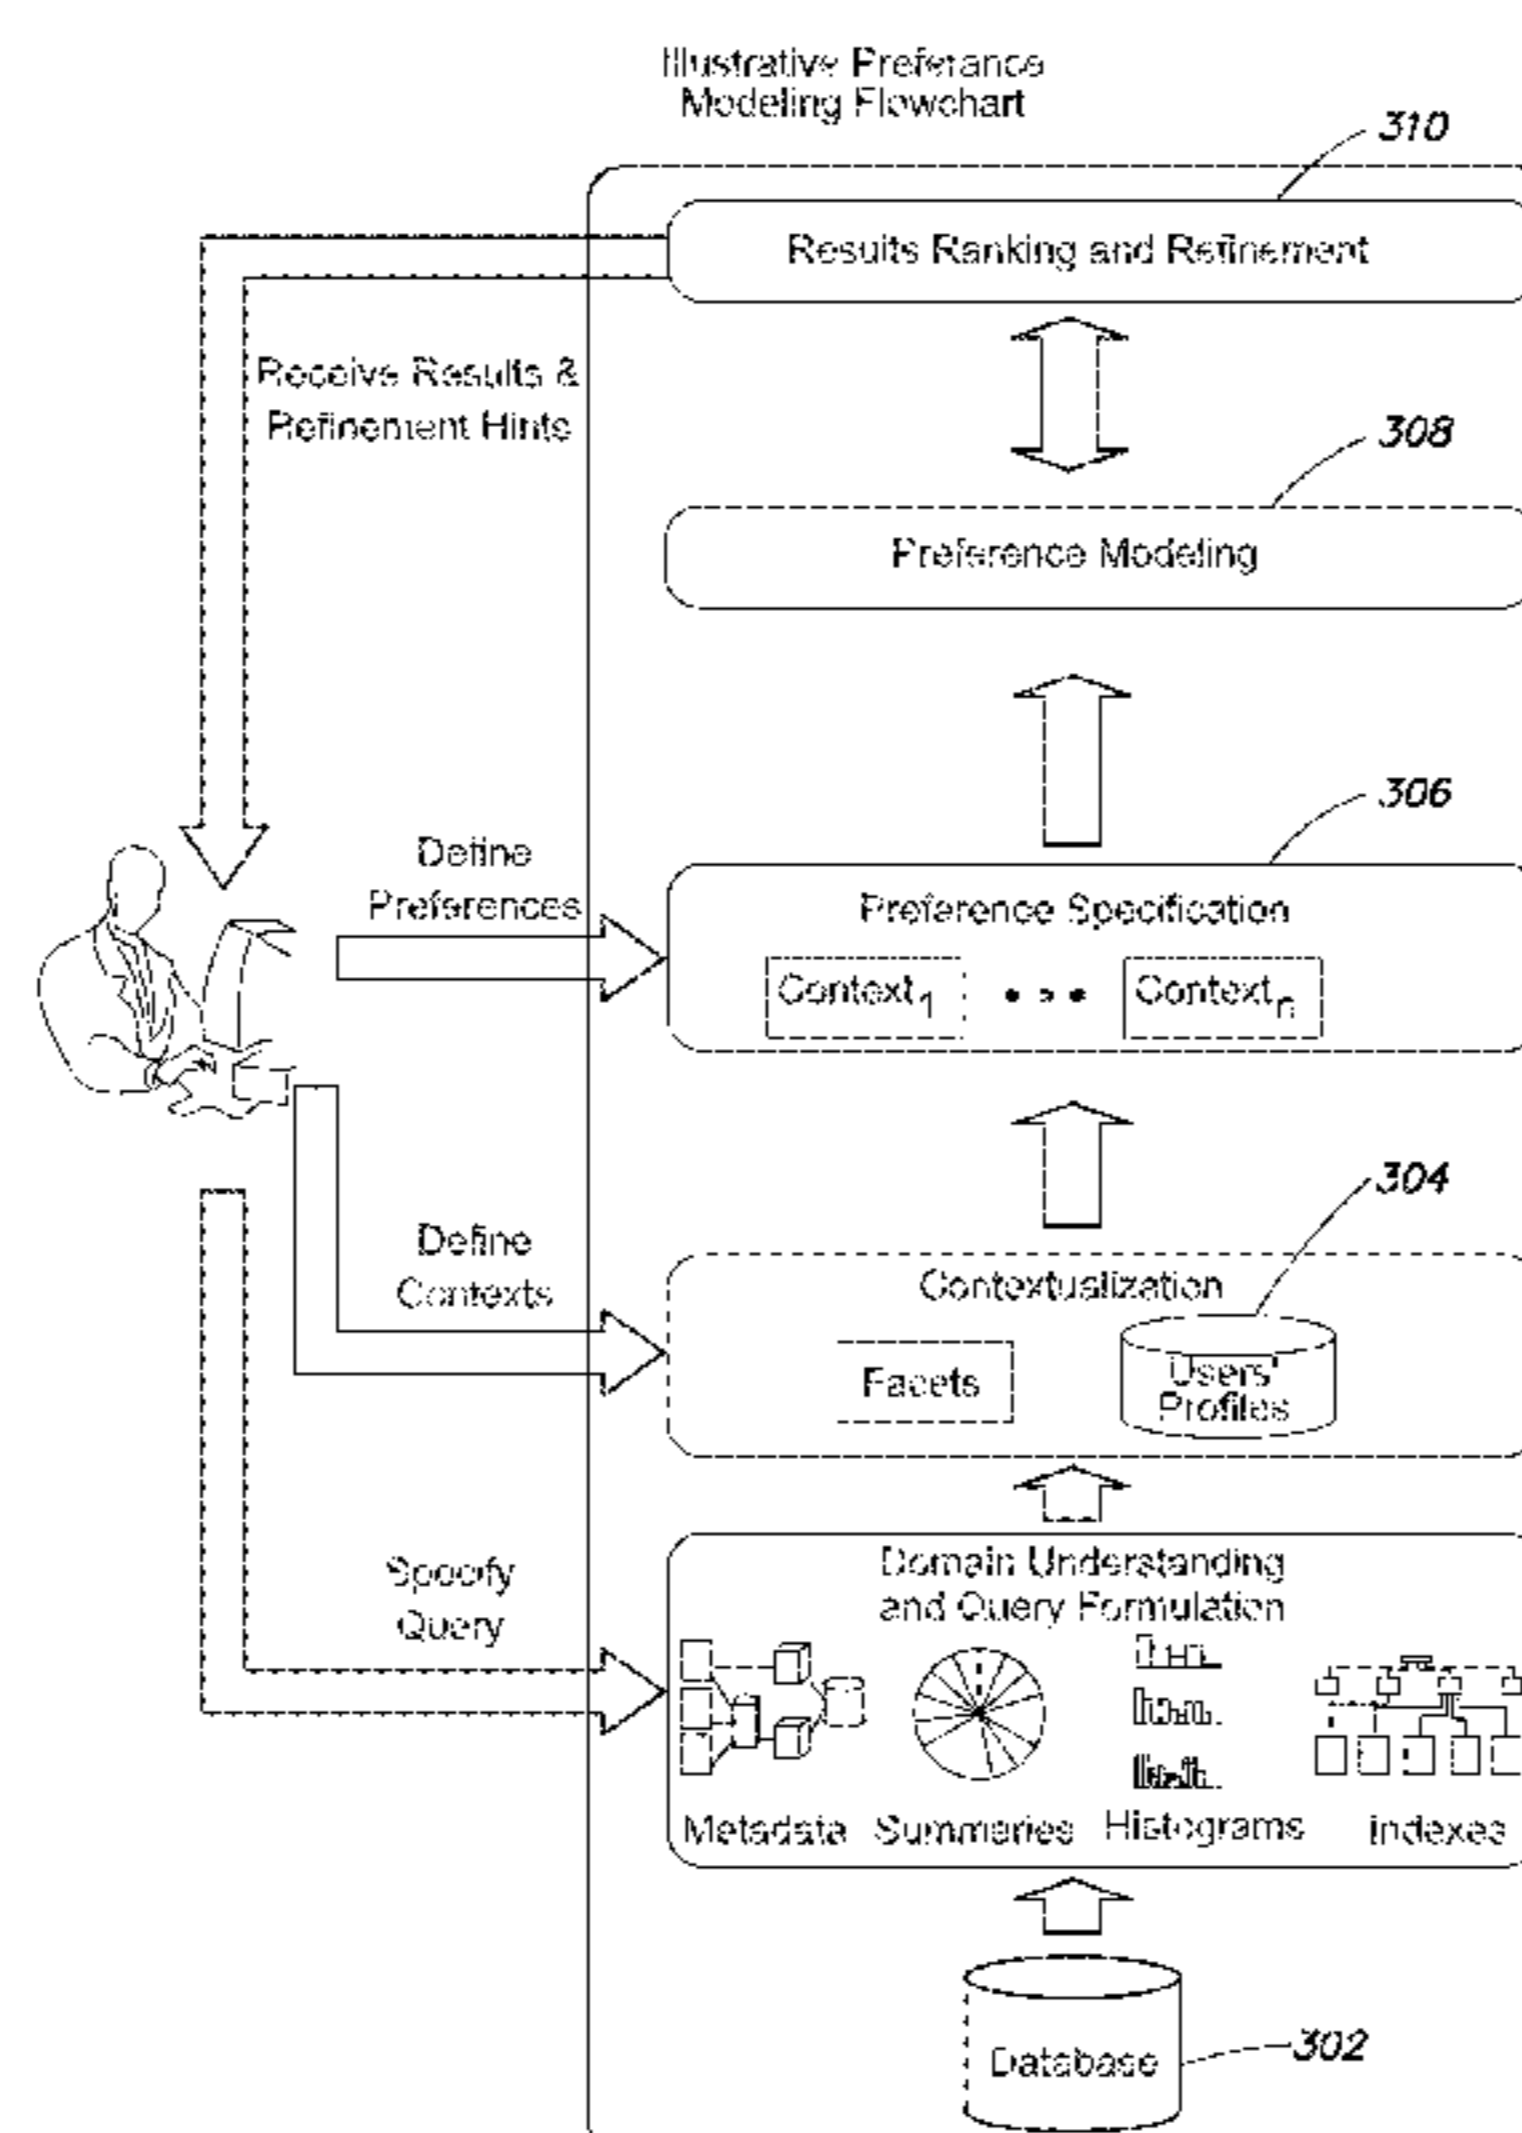 Illustrative Preferance
Modeling Flowchart
310
Results Ranking and Refinement
Receive Results &
Refinement Hints
308
Preference Modeling
306
Define
Preferences
Preference Specification
Context1 ••• Contextn
304
Define
Contexts
Contextualization
Facets
Users'
Profiles
Specify
Query
Domain Understanding
and Query Formulation
Metadata Summeries Histograms Indexes
Database
302